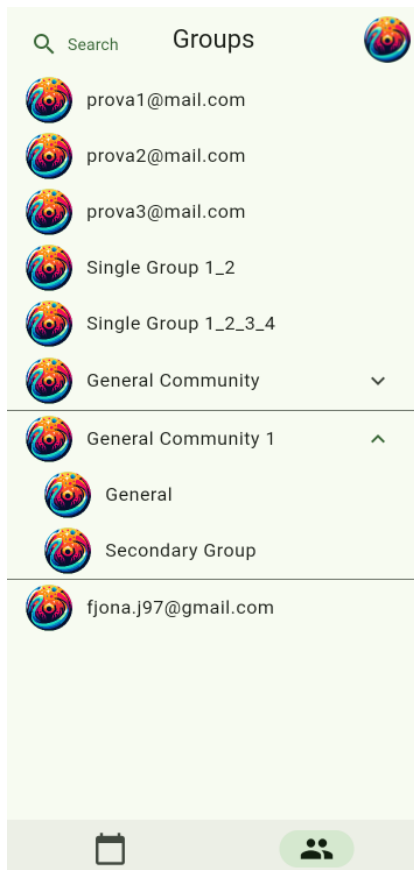 Search
Groups
prova1@mail.com
prova2@mail.com
prova3@mail.com
Single Group 1_2
Single Group 1_2_3_4
General Community
General Community 1
General
Secondary Group
fjona.j97@gmail.com